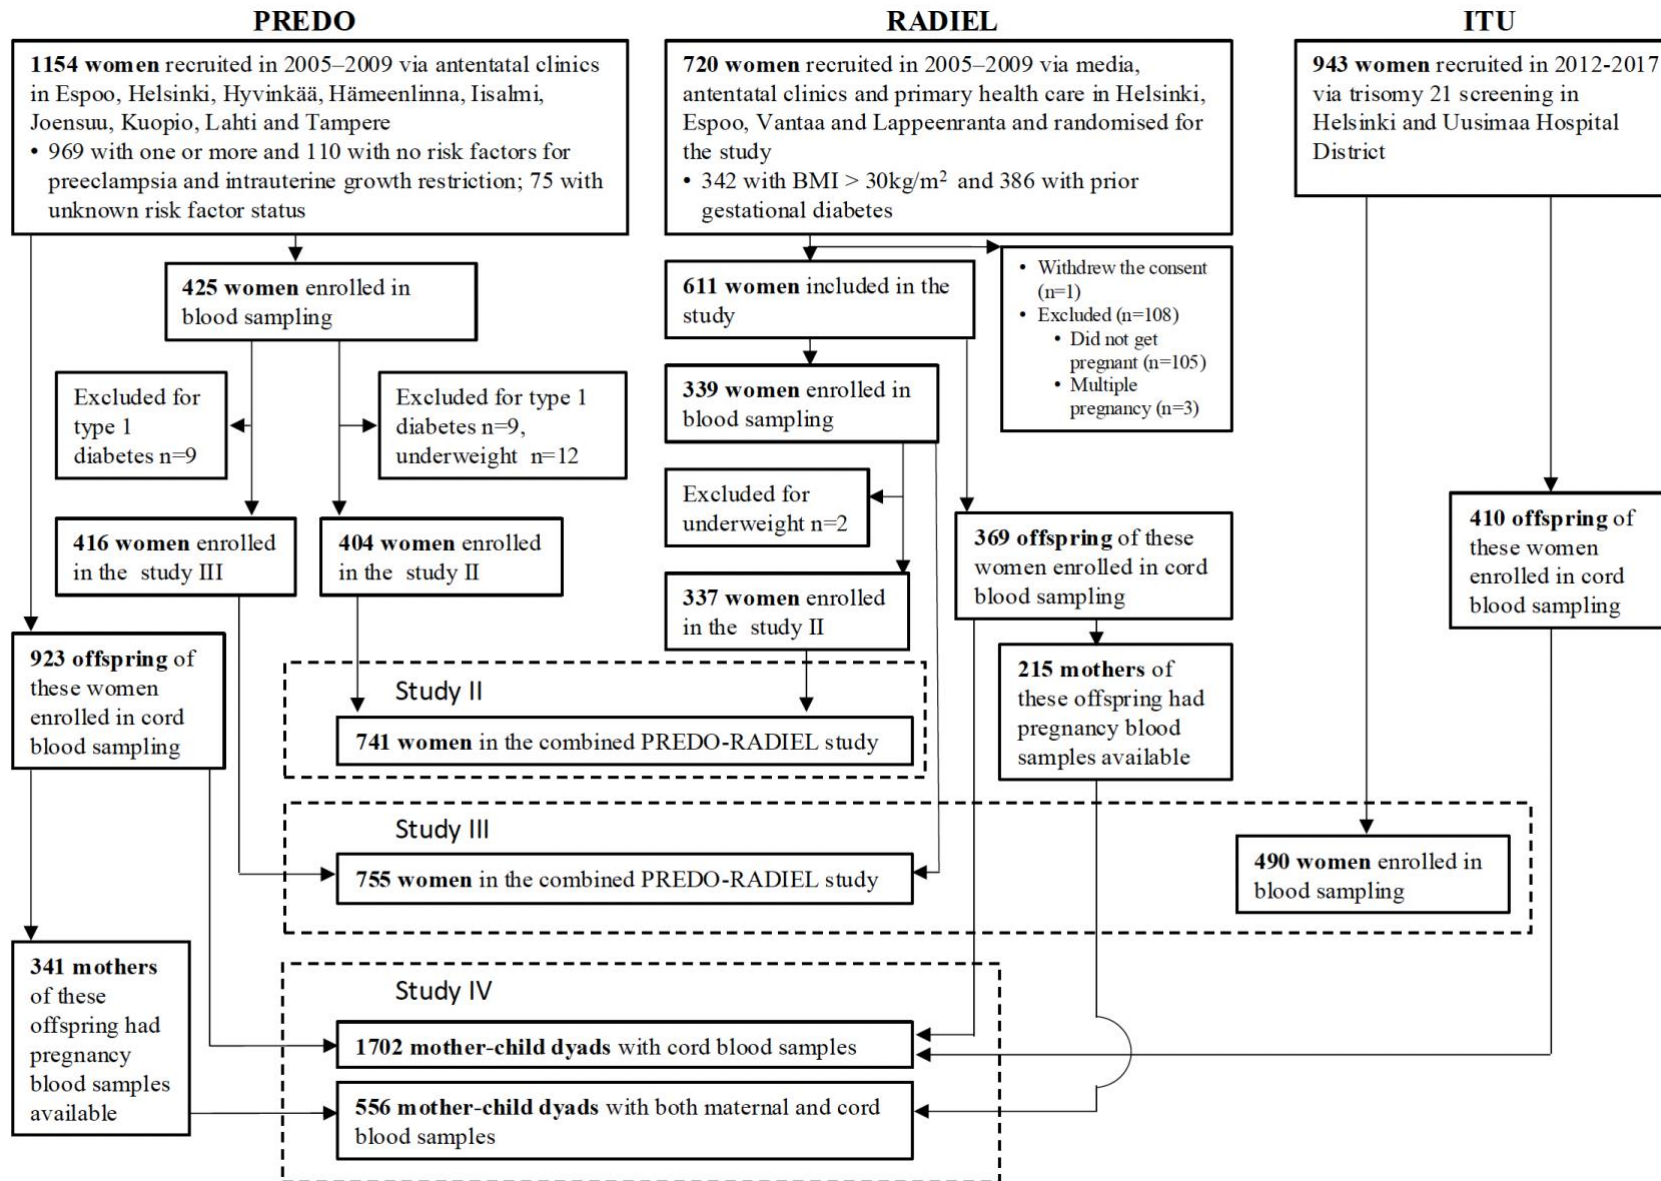 PREDO
1154 women recruited in 2005–2009 via antentatal clinics
in Espoo, Helsinki, Hyvinkää, Hämeenlinna, Iisalmi,
Joensuu, Kuopio, Lahti and Tampere
• 969 with one or more and 110 with no risk factors for
preeclampsia and intrauterine growth restriction; 75 with
unknown risk factor status
RADIEL
720 women recruited in 2005–2009 via media,
antentatal clinics and primary health care in Helsinki,
Espoo, Vantaa and Lappeenranta and randomised for
the study
• 342 with BMI > 30kg/m² and 386 with prior
gestational diabetes
ITU
943 women recruited in 2012-2017
via trisomy 21 screening in
Helsinki and Uusimaa Hospital
District
425 women enrolled in
blood sampling
611 women included in the
study
• Withdrew the consent
(n=1)
• Excluded (n=108)
• Did not get
pregnant (n=105)
• Multiple
pregnancy (n=3)
Excluded for
type 1
diabetes n=9
Excluded for type 1
diabetes n=9,
underweight n=12
339 women enrolled in
blood sampling
Excluded for
underweight n=2
416 women enrolled
in the study III
404 women enrolled
in the study II
337 women enrolled
in the study II
369 offspring of these
women enrolled in cord
blood sampling
410 offspring of
these women
enrolled in cord
blood sampling
923 offspring of
these women
enrolled in cord
blood sampling
215 mothers of
these offspring had
pregnancy blood
samples available
Study II
741 women in the combined PREDO-RADIEL study
Study III
755 women in the combined PREDO-RADIEL study
490 women enrolled in
blood sampling
341 mothers
of these
offspring had
pregnancy
blood samples
available
Study IV
1702 mother-child dyads with cord blood samples
556 mother-child dyads with both maternal and cord
blood samples